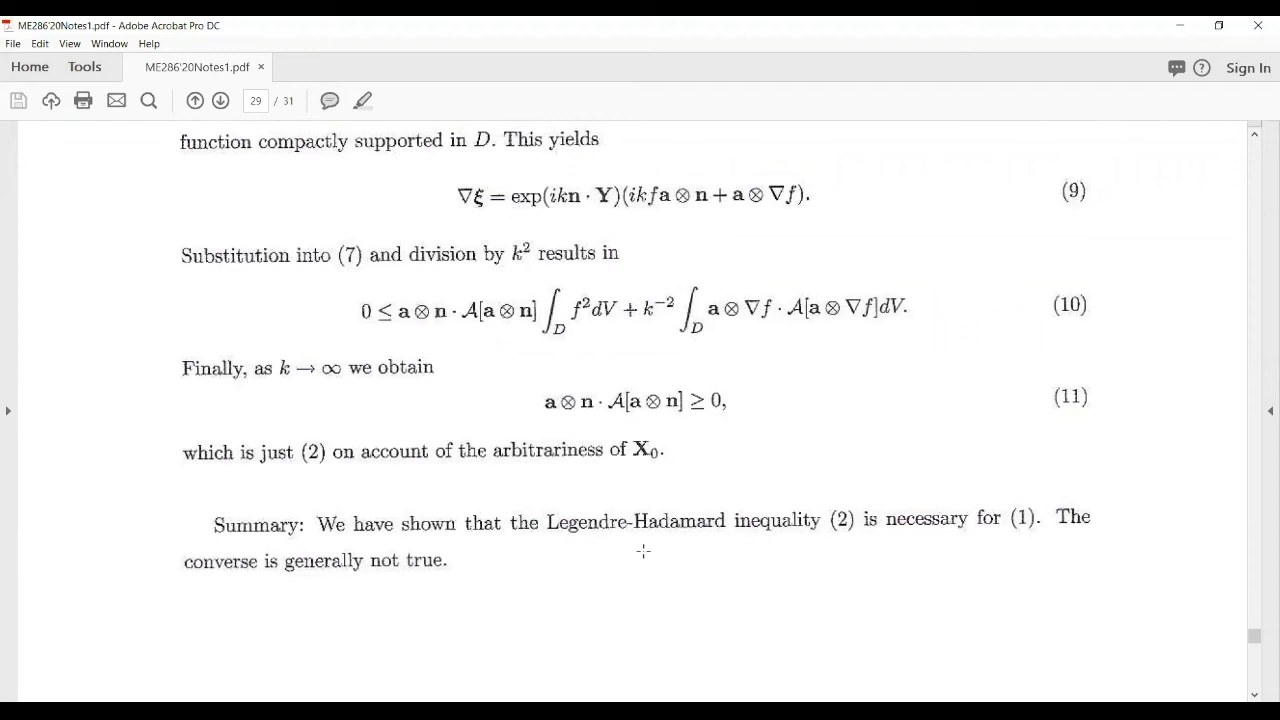 ME286'20Notes1.pdf - Adobe Acrobat Pro DC
File Edit View Window Help
Home Tools ME286'20Notes1.pdf × Sign In
29 / 31
function compactly supported in D. This yields
∇ξ = exp(ikn · Y)(ikfa ⊗ n + a ⊗ ∇f). (9)
Substitution into (7) and division by k² results in
0 ≤ a ⊗ n · 𝒜[a ⊗ n] ∫_D f²dV + k⁻² ∫_D a ⊗ ∇f · 𝒜[a ⊗ ∇f]dV. (10)
Finally, as k → ∞ we obtain
a ⊗ n · 𝒜[a ⊗ n] ≥ 0, (11)
which is just (2) on account of the arbitrariness of X₀.
Summary: We have shown that the Legendre-Hadamard inequality (2) is necessary for (1). The
converse is generally not true.